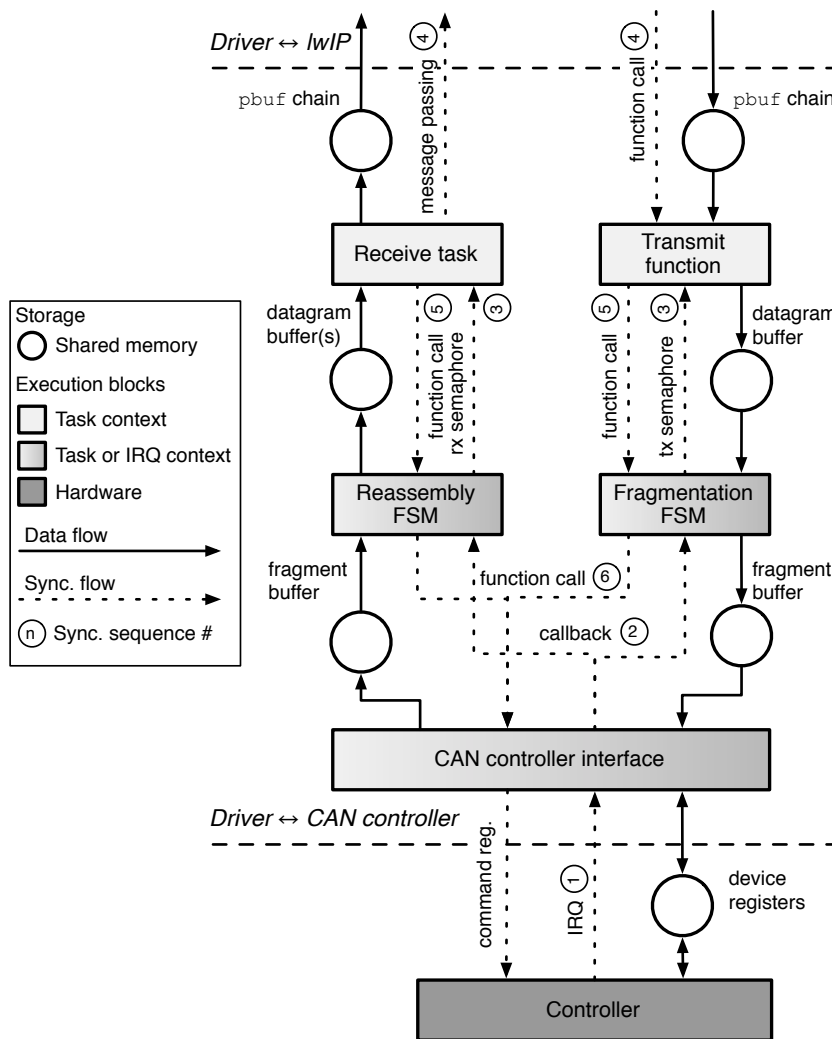 Driver ↔ lwIP
message passing 4
function call 4
pbuf chain
pbuf chain
Receive task
Transmit
function
datagram
buffer(s)
5
function call
3
rx semaphore
5
function call
3
tx semaphore
datagram
buffer
Storage
Shared memory
Execution blocks
Task context
Task or IRQ context
Hardware
Data flow
Sync. flow
n Sync. sequence #
Reassembly
FSM
Fragmentation
FSM
fragment
buffer
function call 6
callback 2
fragment
buffer
CAN controller interface
Driver ↔ CAN controller
command reg.
IRQ 1
device
registers
Controller